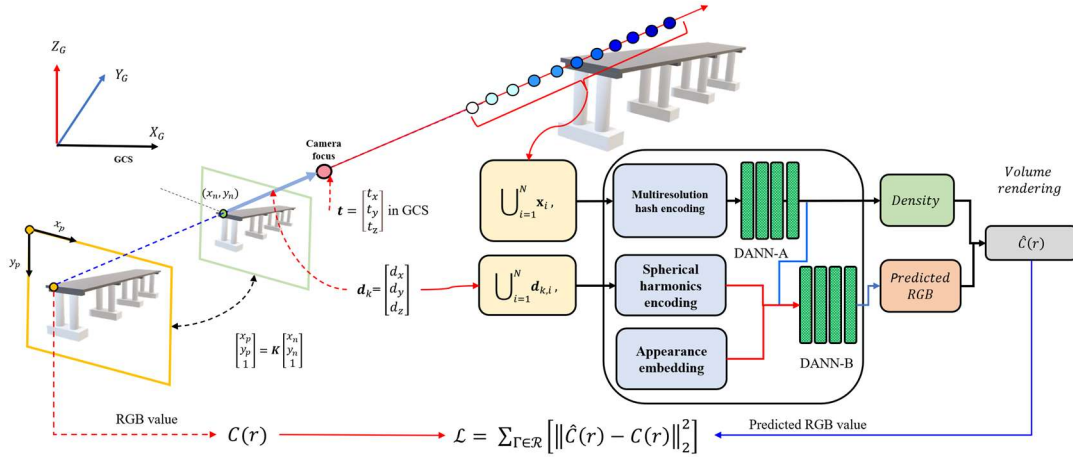 Z_G
Y_G
X_G
GCS
Camera
focus
(x_n, y_n)
t = [t_x t_y t_z] in GCS
x_p
y_p
d_k = [d_x d_y d_z]
[x_p y_p 1] = K [x_n y_n 1]
⋃_{i=1}^{N} x_i ,
⋃_{i=1}^{N} d_{k,i} ,
Multiresolution
hash encoding
DANN-A
Spherical
harmonics
encoding
Appearance
embedding
DANN-B
Density
Predicted
RGB
Volume
rendering
Ĉ(r)
RGB value
C(r)
ℒ = ∑_{Γ∈ℛ} [‖Ĉ(r) − C(r)‖_2^2]
Predicted RGB value